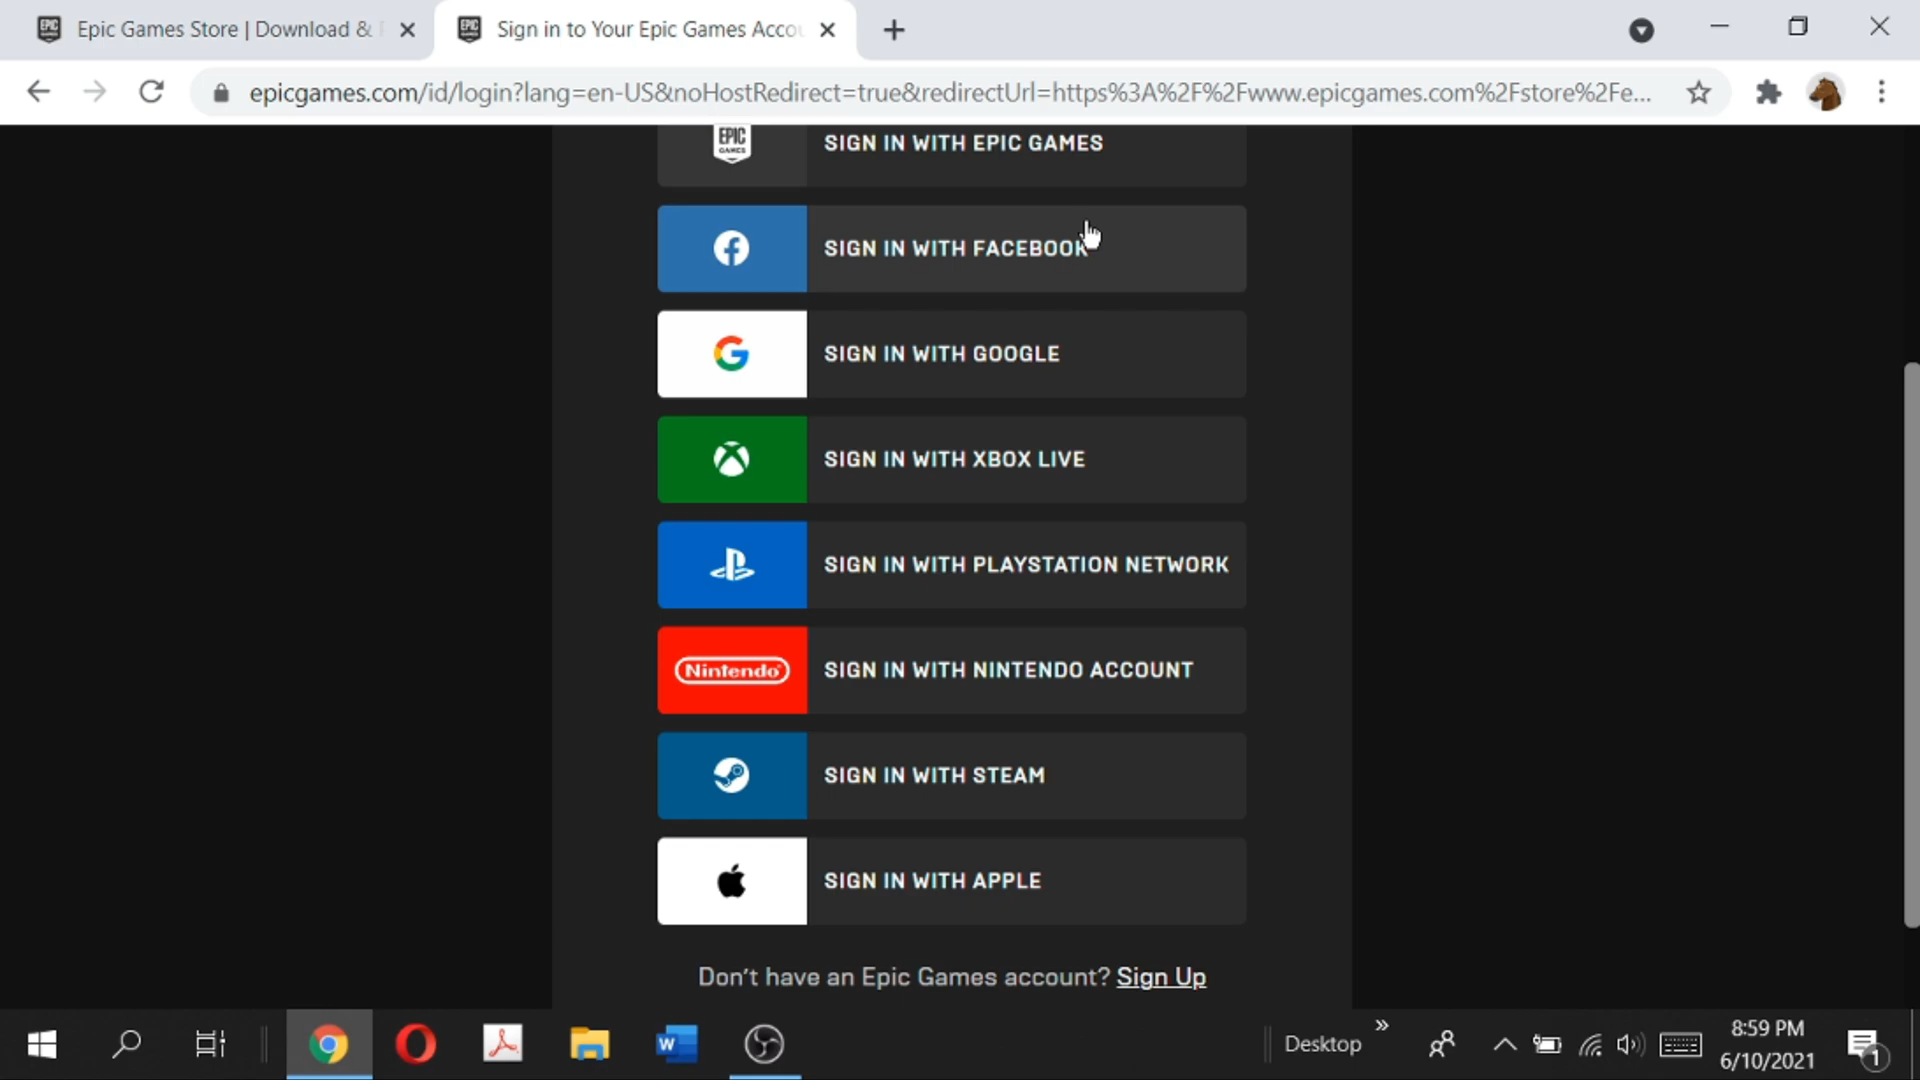 Epic Games Store | Download &
Sign in to Your Epic Games Acco
epicgames.com/id/login?lang=en-US&noHostRedirect=true&redirectUrl=https%3A%2F%2Fwww.epicgames.com%2Fstore%2Fe...
EPIC GAMES
SIGN IN WITH EPIC GAMES
SIGN IN WITH FACEBOOK
SIGN IN WITH GOOGLE
SIGN IN WITH XBOX LIVE
SIGN IN WITH PLAYSTATION NETWORK
Nintendo
SIGN IN WITH NINTENDO ACCOUNT
SIGN IN WITH STEAM
SIGN IN WITH APPLE
Don't have an Epic Games account? Sign Up
Desktop
8:59 PM
6/10/2021
1